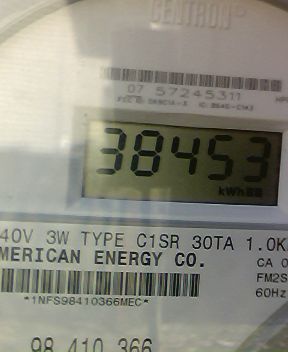 CENTRON
07 57245311
38453
kWh
40V 3W TYPE C1SR 30TA 1.0K
MERICAN ENERGY CO.
CA 0
FM2S
60Hz
*1NFS98410366MEC*
98 410 366